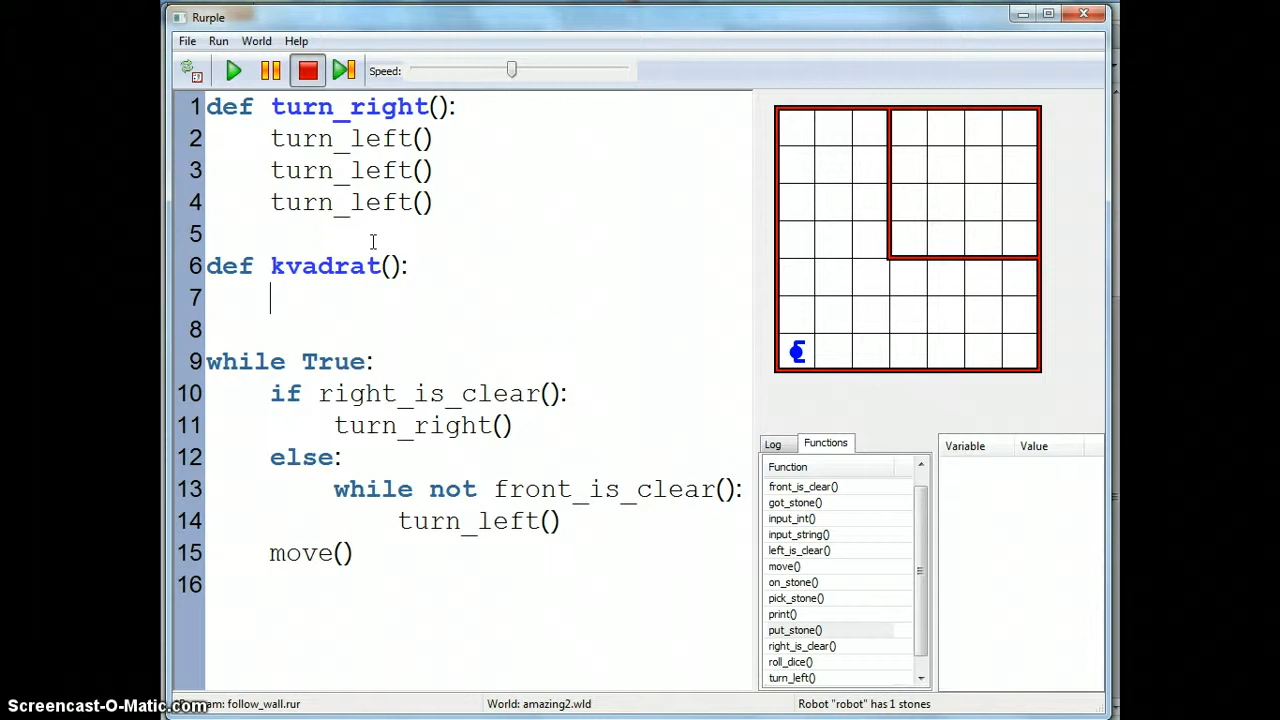 Rurple
File Run World Help
Speed:
1 def turn_right():
2 turn_left()
3 turn_left()
4 turn_left()
5
6 def kvadrat():
7
8
9 while True:
10 if right_is_clear():
11 turn_right()
12 else:
13 while not front_is_clear():
14 turn_left()
15 move()
16
Log Functions
Function
front_is_clear()
got_stone()
input_int()
input_string()
left_is_clear()
move()
on_stone()
pick_stone()
print()
put_stone()
right_is_clear()
roll_dice()
turn_left()
Variable Value
Screencast-O-Matic.com
am: follow_wall.rur
World: amazing2.wld
Robot "robot" has 1 stones